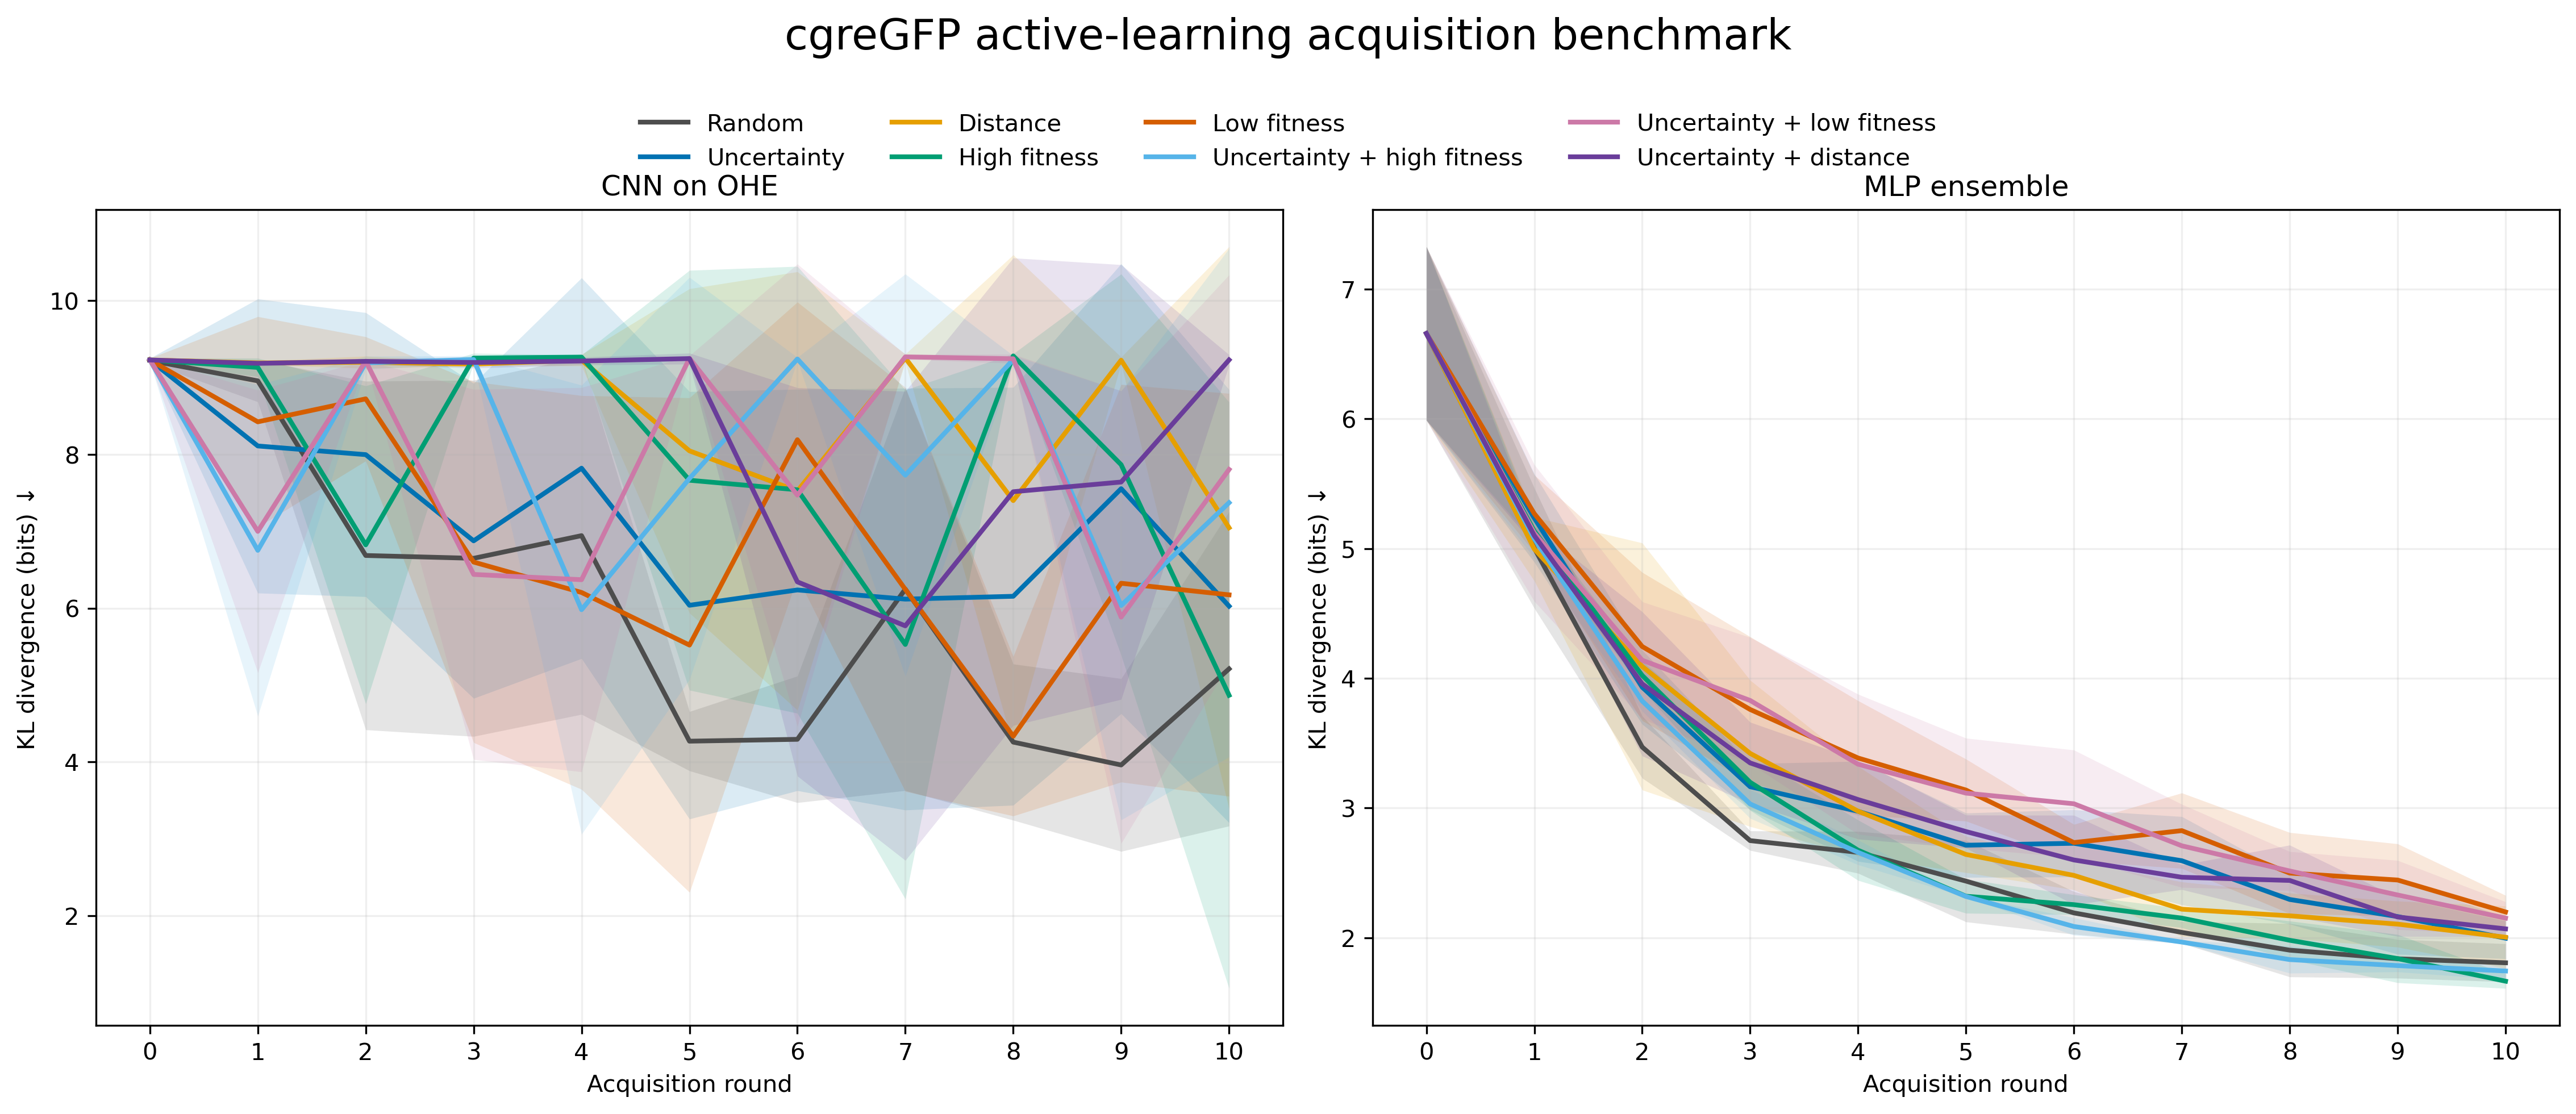 cgreGFP active-learning acquisition benchmark
Random
Uncertainty
Distance
High fitness
Low fitness
Uncertainty + high fitness
Uncertainty + low fitness
Uncertainty + distance
CNN on OHE
KL divergence (bits) ↓
10
8
6
4
2
0 1 2 3 4 5 6 7 8 9 10
Acquisition round
MLP ensemble
KL divergence (bits) ↓
7
6
5
4
3
2
0 1 2 3 4 5 6 7 8 9 10
Acquisition round